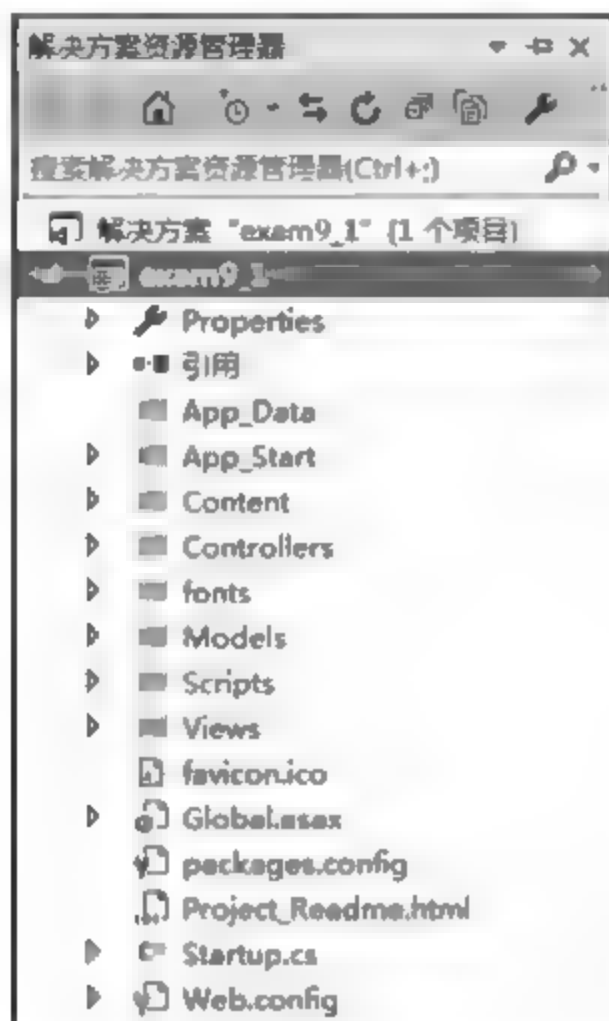 解决方案资源管理器
搜索解决方案资源管理器(Ctrl+;)
解决方案 "exam9_1" (1 个项目)
exam9_1
Properties
引用
App_Data
App_Start
Content
Controllers
fonts
Models
Scripts
Views
favicon.ico
Global.asax
packages.config
Project_Readme.html
Startup.cs
Web.config